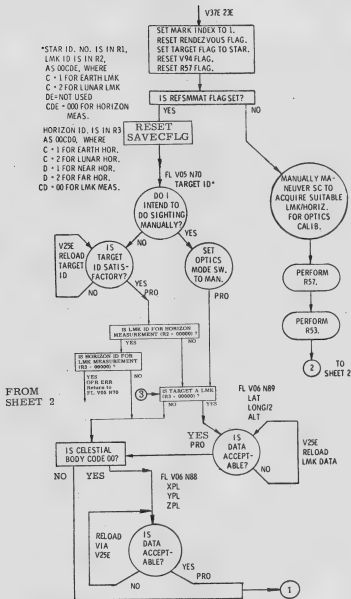 V37E 23E
SET MARK INDEX TO 1.
RESET RENDEZVOUS FLAG.
SET TARGET FLAG TO STAR.
RESET V94 FLAG.
RESET R57 FLAG.
*STAR ID. NO. IS IN R1,
LMK ID IS IN R2,
AS 00CDE, WHERE
C = 1 FOR EARTH LMK
C = 2 FOR LUNAR LMK
DE=NOT USED
CDE = 000 FOR HORIZON
MEAS.
HORIZON ID. IS IN R3
AS 00CD0, WHERE
C = 1 FOR EARTH HOR.
C = 2 FOR LUNAR HOR.
D = 1 FOR NEAR HOR.
D = 2 FOR FAR HOR.
CD = 00 FOR LMK MEAS.
IS REFSMMAT FLAG SET?
YES
NO
RESET
SAVECFLG
FL V05 N70
TARGET ID*
DO I
INTEND TO
DO SIGHTING
MANUALLY?
NO
YES
MANUALLY MA-
NEUVER SC TO
ACQUIRE SUITABLE
LMK/HORIZ.
FOR OPTICS
CALIB.
V25E
RELOAD
TARGET
ID
IS
TARGET
ID SATIS-
FACTORY?
NO
YES
PRO
SET
OPTICS
MODE SW.
TO MAN.
PRO
PERFORM
R57.
PERFORM
R53.
2
TO
SHEET 2
IS LMK ID FOR HORIZON
MEASUREMENT (R2 = 00000) ?
YES
NO
IS HORIZON ID FOR
LMK MEASUREMENT
(R3 = 00000) ?
YES
NO
OPR ERR
Return to
FL V05 N70
FROM
SHEET 2
3
IS TARGET A LMK
(R3 = 00000) ?
NO
YES
PRO
FL V06 N89
LAT
LONG/2
ALT
IS
DATA
ACCEPT-
ABLE?
NO
V25E
RELOAD
LMK DATA
IS CELESTIAL
BODY CODE 00?
NO
YES
FL V06 N88
XPL
YPL
ZPL
RELOAD
VIA
V25E
IS
DATA
ACCEPT-
ABLE?
NO
YES
PRO
1